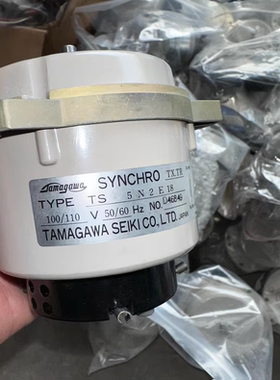 Tamagawa SYNCHRO TX.TR
TYPE TS 5N2E18
100/110 V 50/60 Hz NO.
TAMAGAWA SEIKI CO., LTD. JAPAN